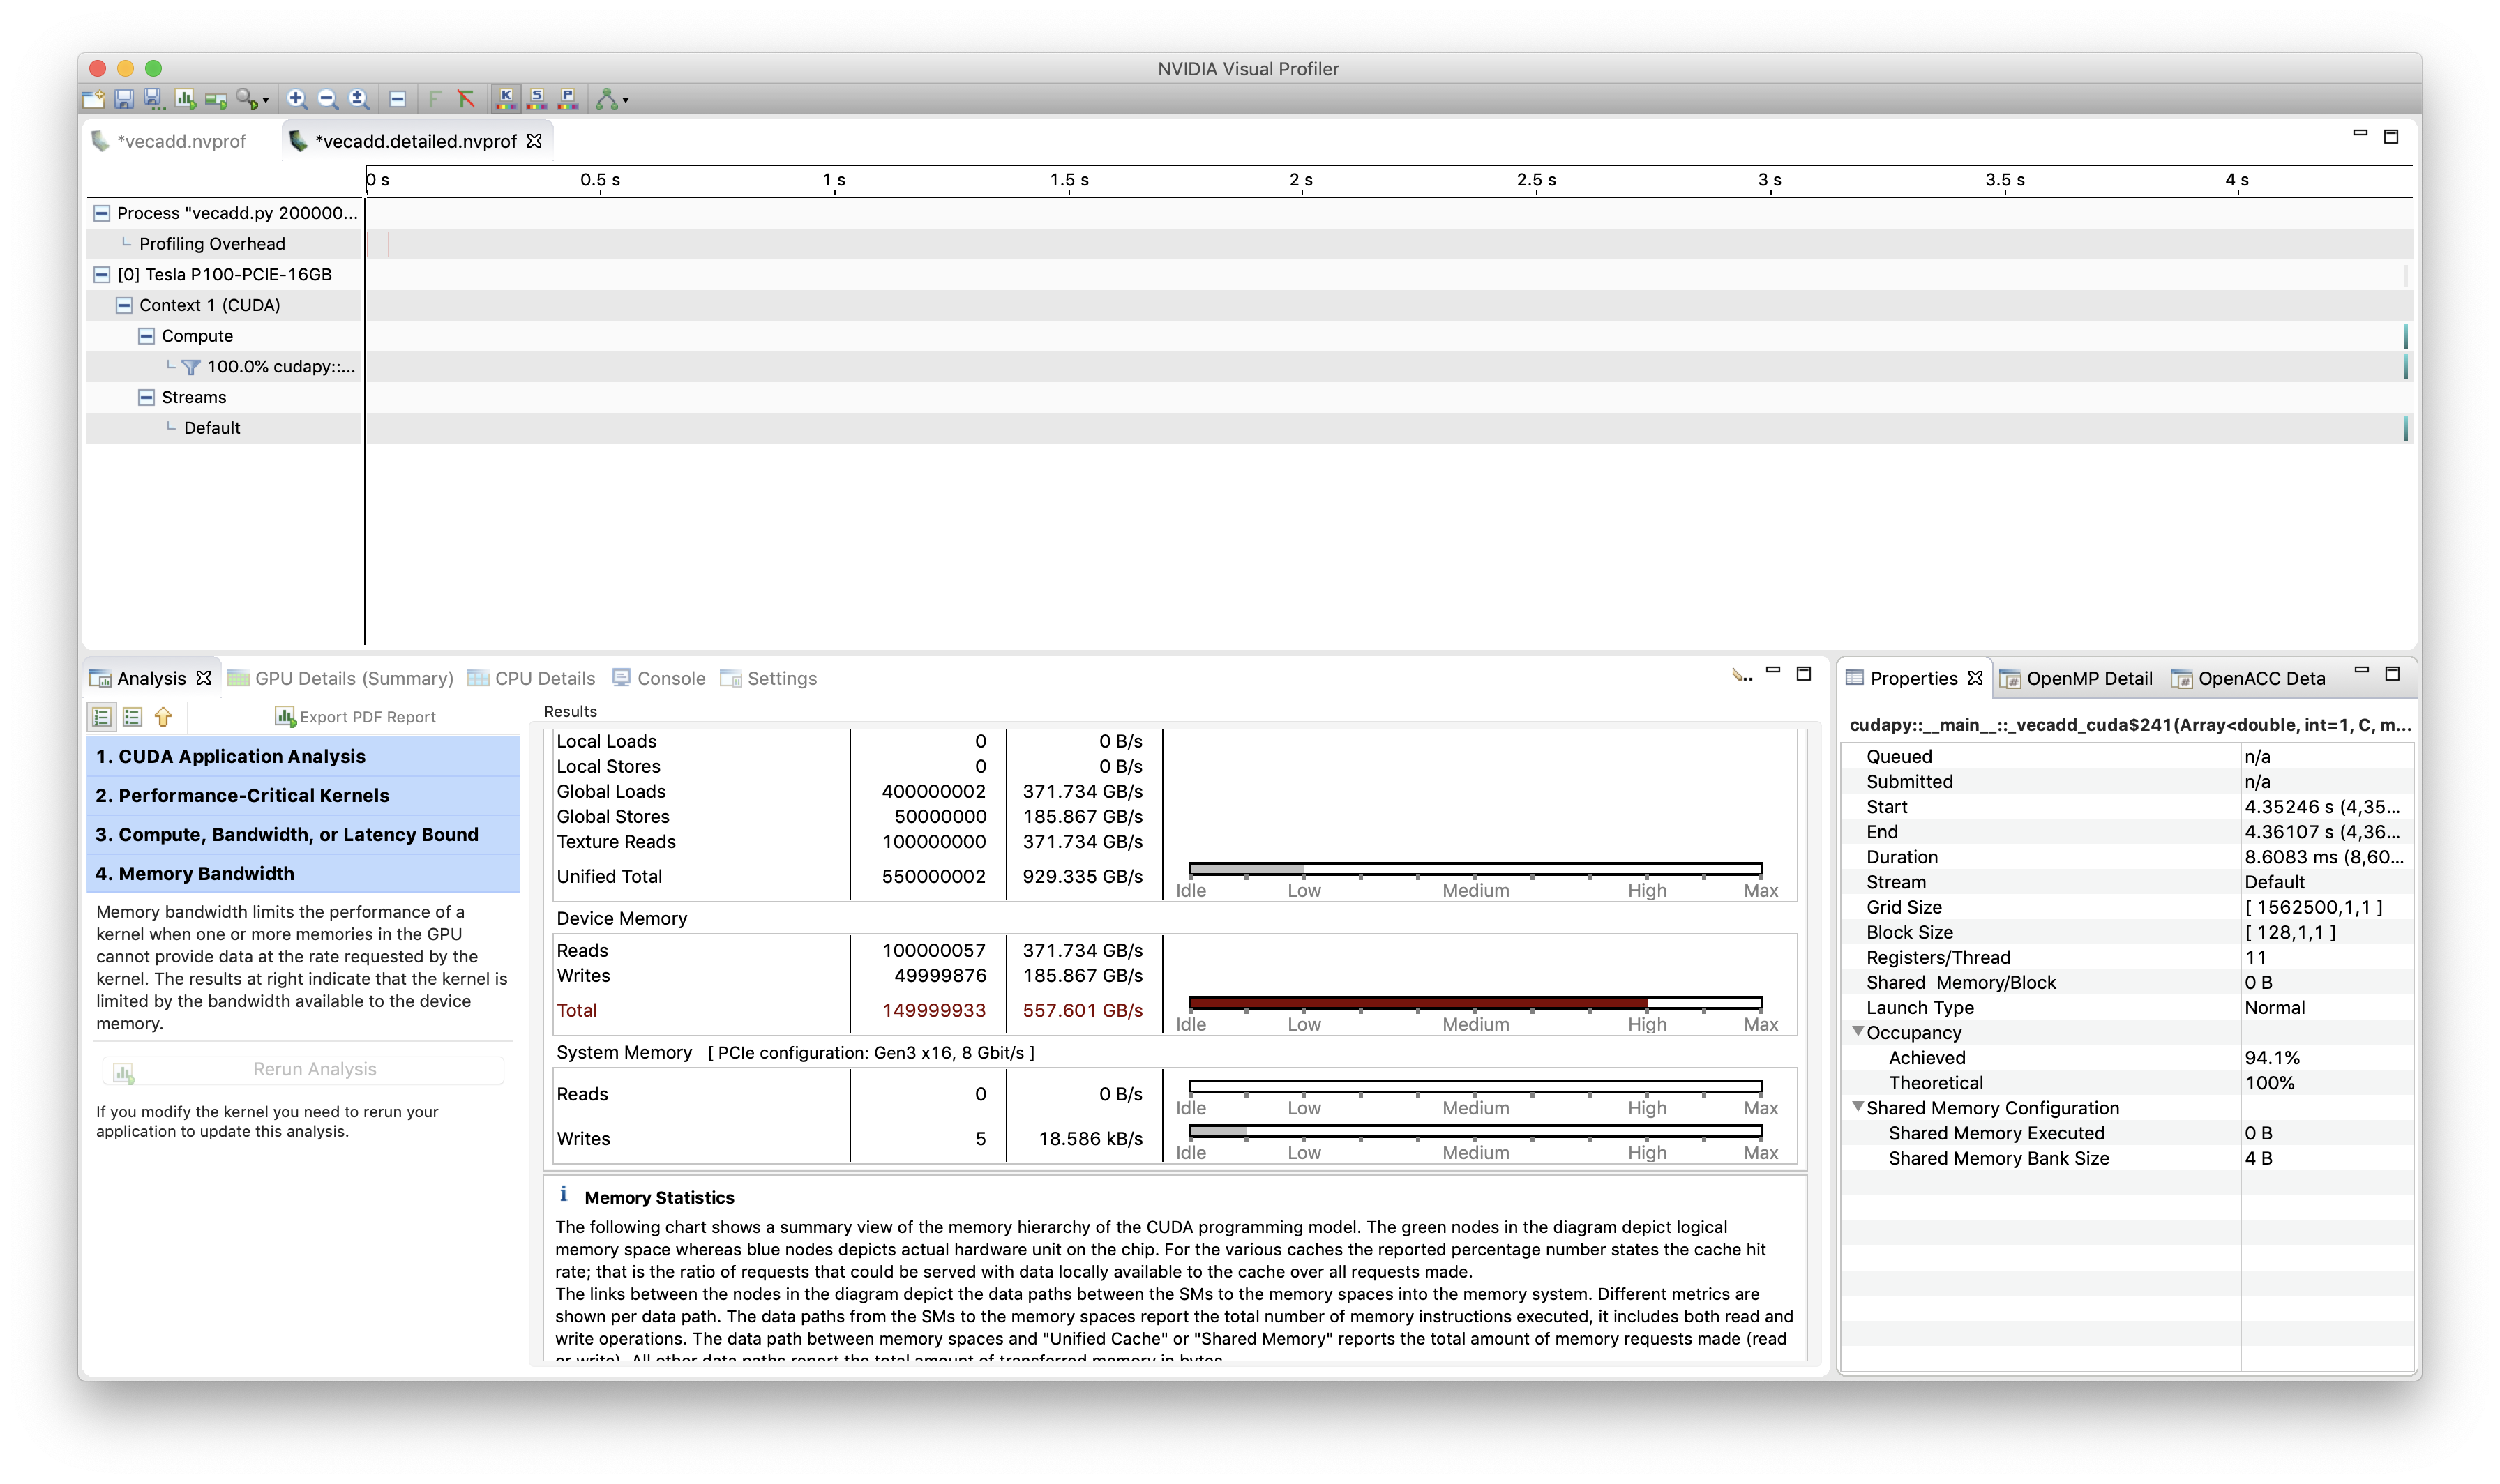 NVIDIA Visual Profiler
K S P
*vecadd.nvprof *vecadd.detailed.nvprof
0 s 0.5 s 1 s 1.5 s 2 s 2.5 s 3 s 3.5 s 4 s
Process "vecadd.py 200000...
Profiling Overhead
[0] Tesla P100-PCIE-16GB
Context 1 (CUDA)
Compute
100.0% cudapy::...
Streams
Default
Analysis GPU Details (Summary) CPU Details Console Settings
Export PDF Report
1. CUDA Application Analysis
2. Performance-Critical Kernels
3. Compute, Bandwidth, or Latency Bound
4. Memory Bandwidth
Memory bandwidth limits the performance of a
kernel when one or more memories in the GPU
cannot provide data at the rate requested by the
kernel. The results at right indicate that the kernel is
limited by the bandwidth available to the device
memory.
Rerun Analysis
If you modify the kernel you need to rerun your
application to update this analysis.
Results
Local Loads 0 0 B/s
Local Stores 0 0 B/s
Global Loads 400000002 371.734 GB/s
Global Stores 50000000 185.867 GB/s
Texture Reads 100000000 371.734 GB/s
Unified Total 550000002 929.335 GB/s
Idle Low Medium High Max
Device Memory
Reads 100000057 371.734 GB/s
Writes 49999876 185.867 GB/s
Total 149999933 557.601 GB/s
Idle Low Medium High Max
System Memory [ PCIe configuration: Gen3 x16, 8 Gbit/s ]
Reads 0 0 B/s
Idle Low Medium High Max
Writes 5 18.586 kB/s
Idle Low Medium High Max
i Memory Statistics
The following chart shows a summary view of the memory hierarchy of the CUDA programming model. The green nodes in the diagram depict logical
memory space whereas blue nodes depicts actual hardware unit on the chip. For the various caches the reported percentage number states the cache hit
rate; that is the ratio of requests that could be served with data locally available to the cache over all requests made.
The links between the nodes in the diagram depict the data paths between the SMs to the memory spaces into the memory system. Different metrics are
shown per data path. The data paths from the SMs to the memory spaces report the total number of memory instructions executed, it includes both read and
write operations. The data path between memory spaces and "Unified Cache" or "Shared Memory" reports the total amount of memory requests made (read
or write). All other data paths report the total amount of transferred memory in bytes.
Properties OpenMP Detail OpenACC Deta
cudapy::__main__::_vecadd_cuda$241(Array<double, int=1, C, m...
Queued n/a
Submitted n/a
Start 4.35246 s (4,35...
End 4.36107 s (4,36...
Duration 8.6083 ms (8,60...
Stream Default
Grid Size [ 1562500,1,1 ]
Block Size [ 128,1,1 ]
Registers/Thread 11
Shared Memory/Block 0 B
Launch Type Normal
Occupancy
Achieved 94.1%
Theoretical 100%
Shared Memory Configuration
Shared Memory Executed 0 B
Shared Memory Bank Size 4 B